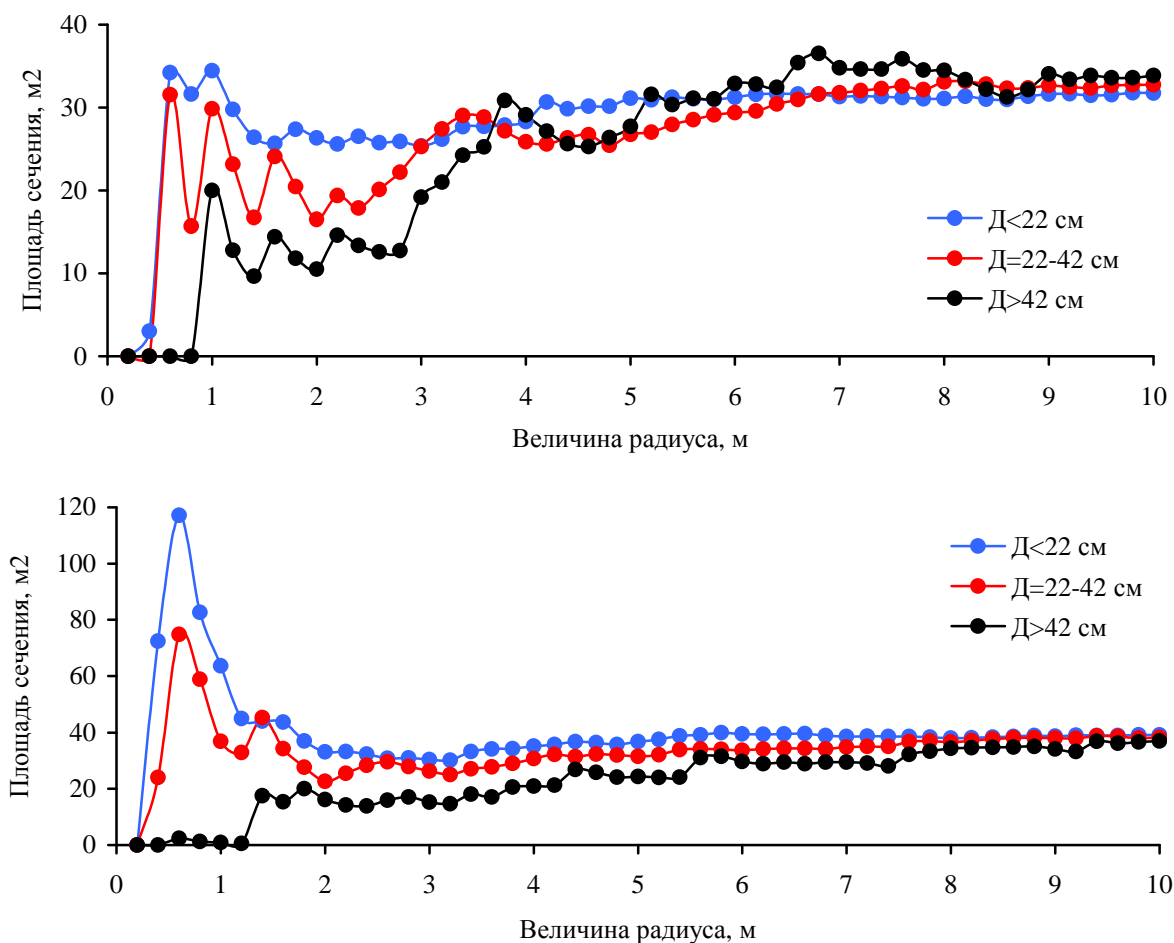 40
30
20
10
0
Площадь сечения, м2
Д<22 см
Д=22-42 см
Д>42 см
0 1 2 3 4 5 6 7 8 9 10
Величина радиуса, м
120
100
80
60
40
20
0
Площадь сечения, м2
Д<22 см
Д=22-42 см
Д>42 см
0 1 2 3 4 5 6 7 8 9 10
Величина радиуса, м